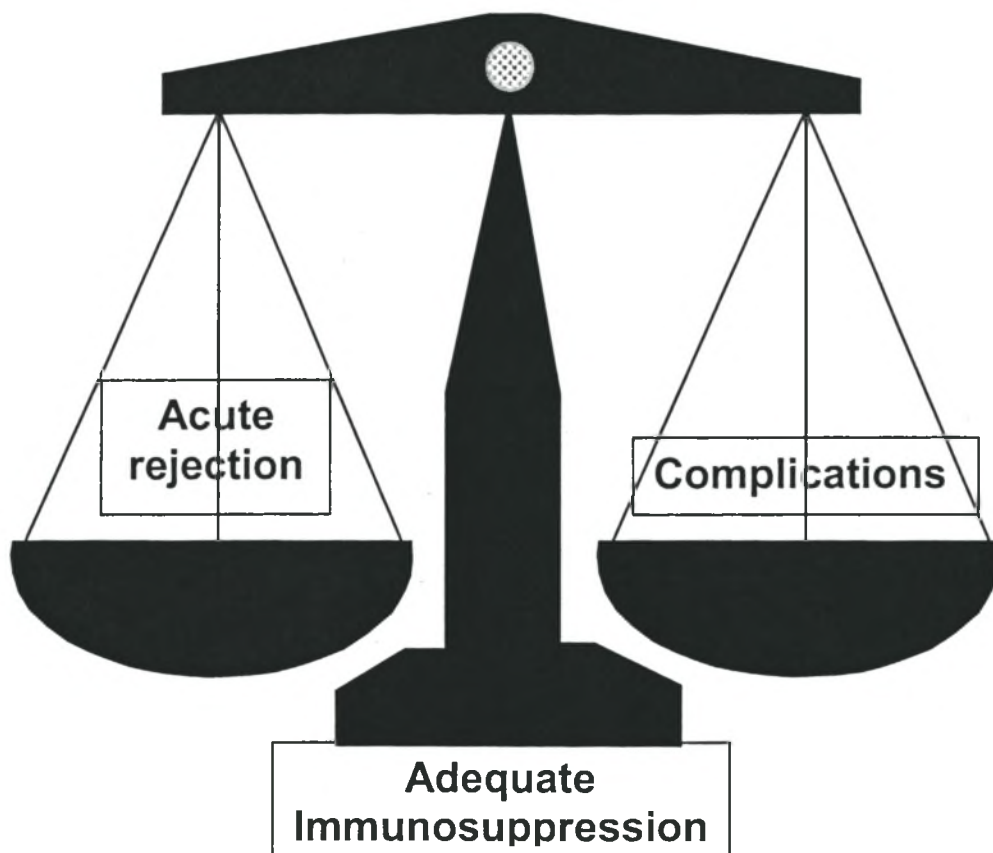 Acute
rejection
Complications
Adequate
Immunosuppression